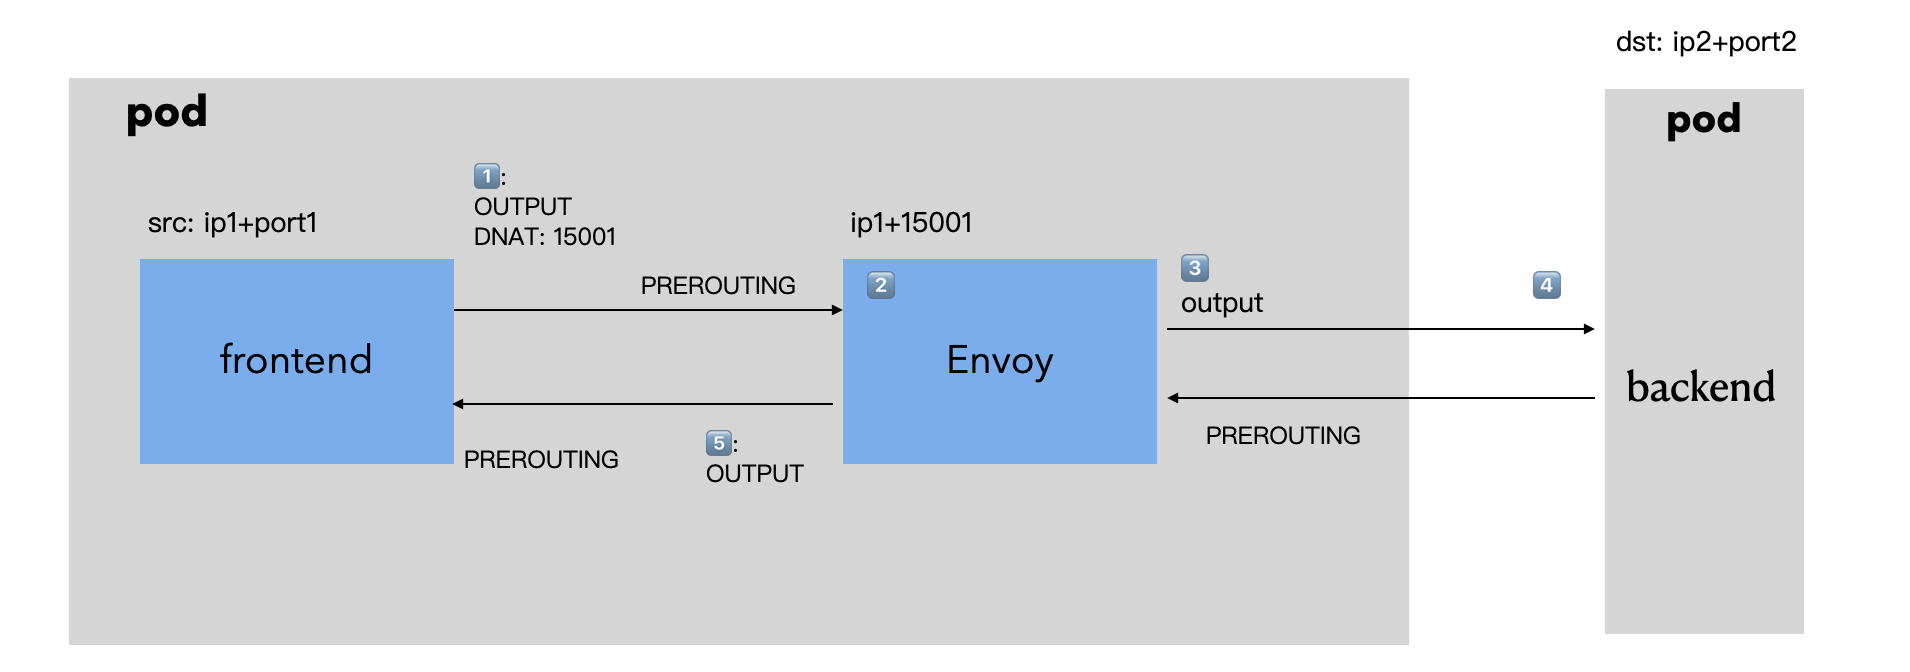 dst: ip2+port2
pod
pod
1:
OUTPUT
DNAT: 15001
src: ip1+port1
ip1+15001
PREROUTING
2
3
output
4
frontend
Envoy
backend
PREROUTING
5:
OUTPUT
PREROUTING